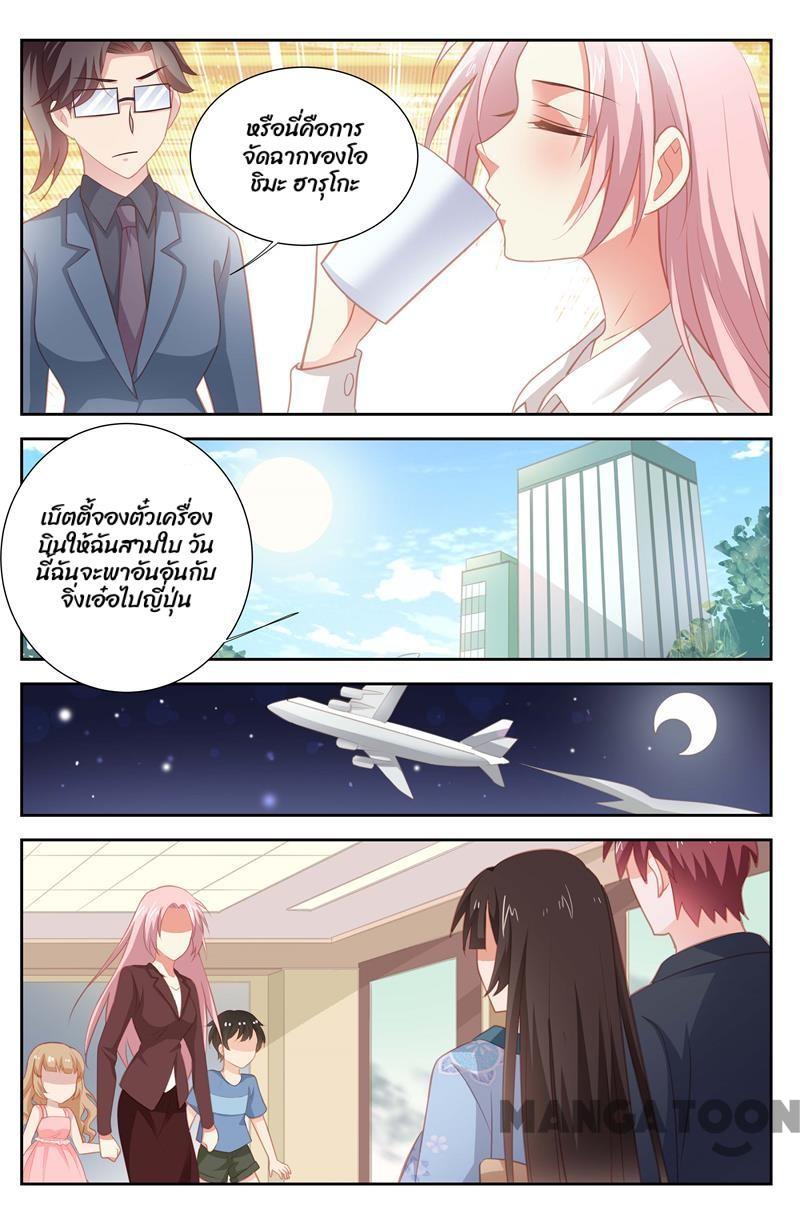 หรือนี่คือการ
จัดฉากของโอ
ชิมะ ฮารุโกะ
เบ็ตตี้จองตั๋วเครื่อง
บินให้ฉันสามใบ วัน
นี้ฉันจะพาอันอันกับ
จิ่งเอ๋อไปญี่ปุ่น
MANGATOON